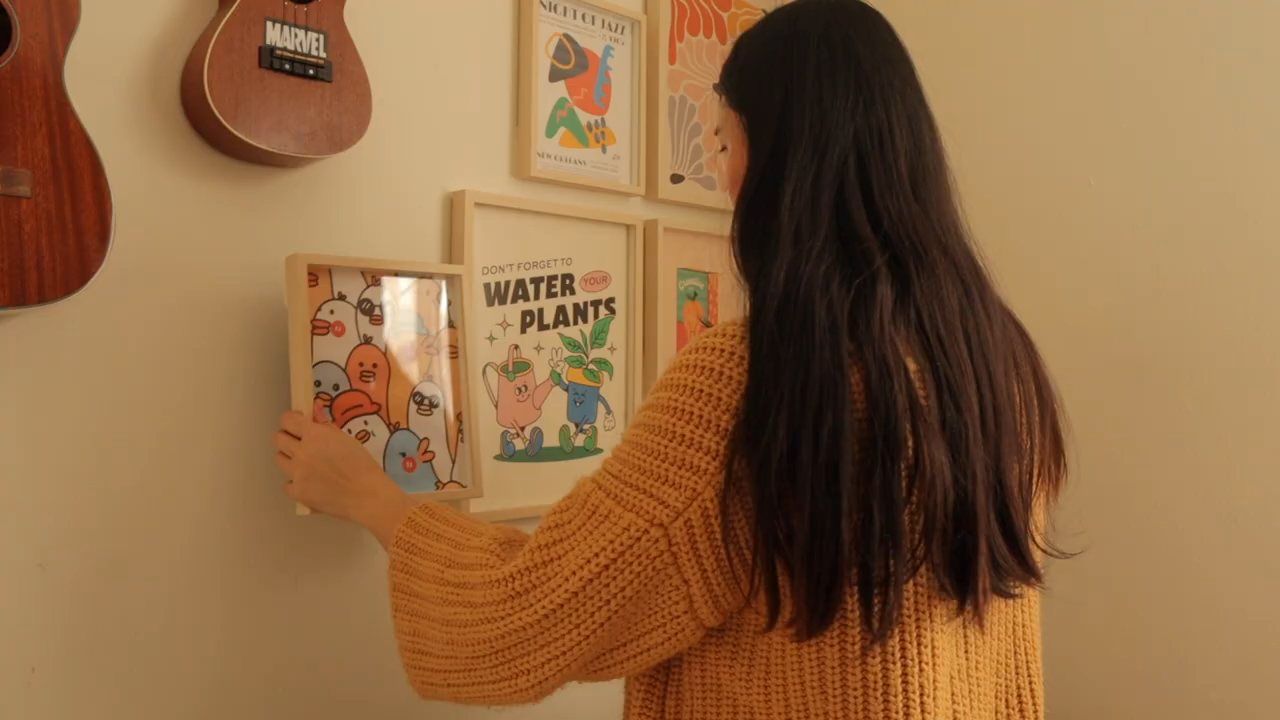 MARVEL
NIGHT OF JAZZ
NEW ORLEANS
DON'T FORGET TO
WATER YOUR
PLANTS